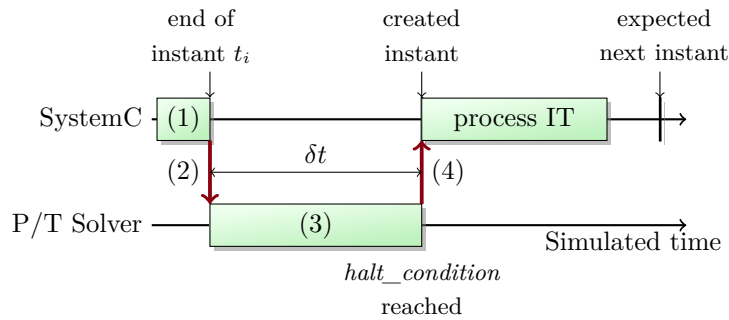 end of
instant t_i
created
instant
expected
next instant
SystemC
(1)
process IT
(2)
δt
(4)
P/T Solver
(3)
Simulated time
halt_condition
reached